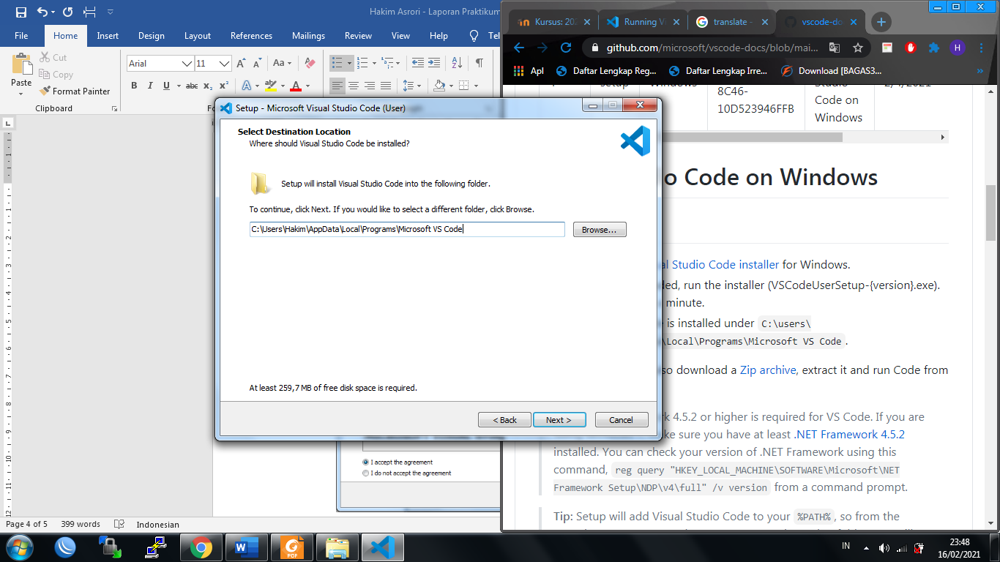 Hakim Asrori - Laporan Praktikum
File Home Insert Design Layout References Mailings Review View Help Tel
Paste
Cut
Copy
Format Painter
Clipboard
Arial 11
Aa
B I U abc x₂ x²
Setup - Microsoft Visual Studio Code (User)
Select Destination Location
Where should Visual Studio Code be installed?
Setup will install Visual Studio Code into the following folder.
To continue, click Next. If you would like to select a different folder, click Browse.
C:\Users\Hakim\AppData\Local\Programs\Microsoft VS Code
Browse...
At least 259,7 MB of free disk space is required.
< Back Next > Cancel
I accept the agreement
I do not accept the agreement
Kursus: 202 Running V translate - vscode-do
github.com/microsoft/vscode-docs/blob/mai...
H
Apl Daftar Lengkap Reg... Daftar Lengkap Irre... Download [BAGAS3... »
8C46-
10D523946FFB
Code on
Windows
o Code on Windows
al Studio Code installer for Windows.
ded, run the installer (VSCodeUserSetup-{version}.exe).
minute.
is installed under C:\users\
\Local\Programs\Microsoft VS Code.
so download a Zip archive, extract it and run Code from
4.5.2 or higher is required for VS Code. If you are
ke sure you have at least .NET Framework 4.5.2
installed. You can check your version of .NET Framework using this
command, reg query "HKEY_LOCAL_MACHINE\SOFTWARE\Microsoft\NET
Framework Setup\NDP\v4\full" /v version from a command prompt.
Tip: Setup will add Visual Studio Code to your %PATH%, so from the
Page 4 of 5 399 words Indonesian
IN
23:48
16/02/2021